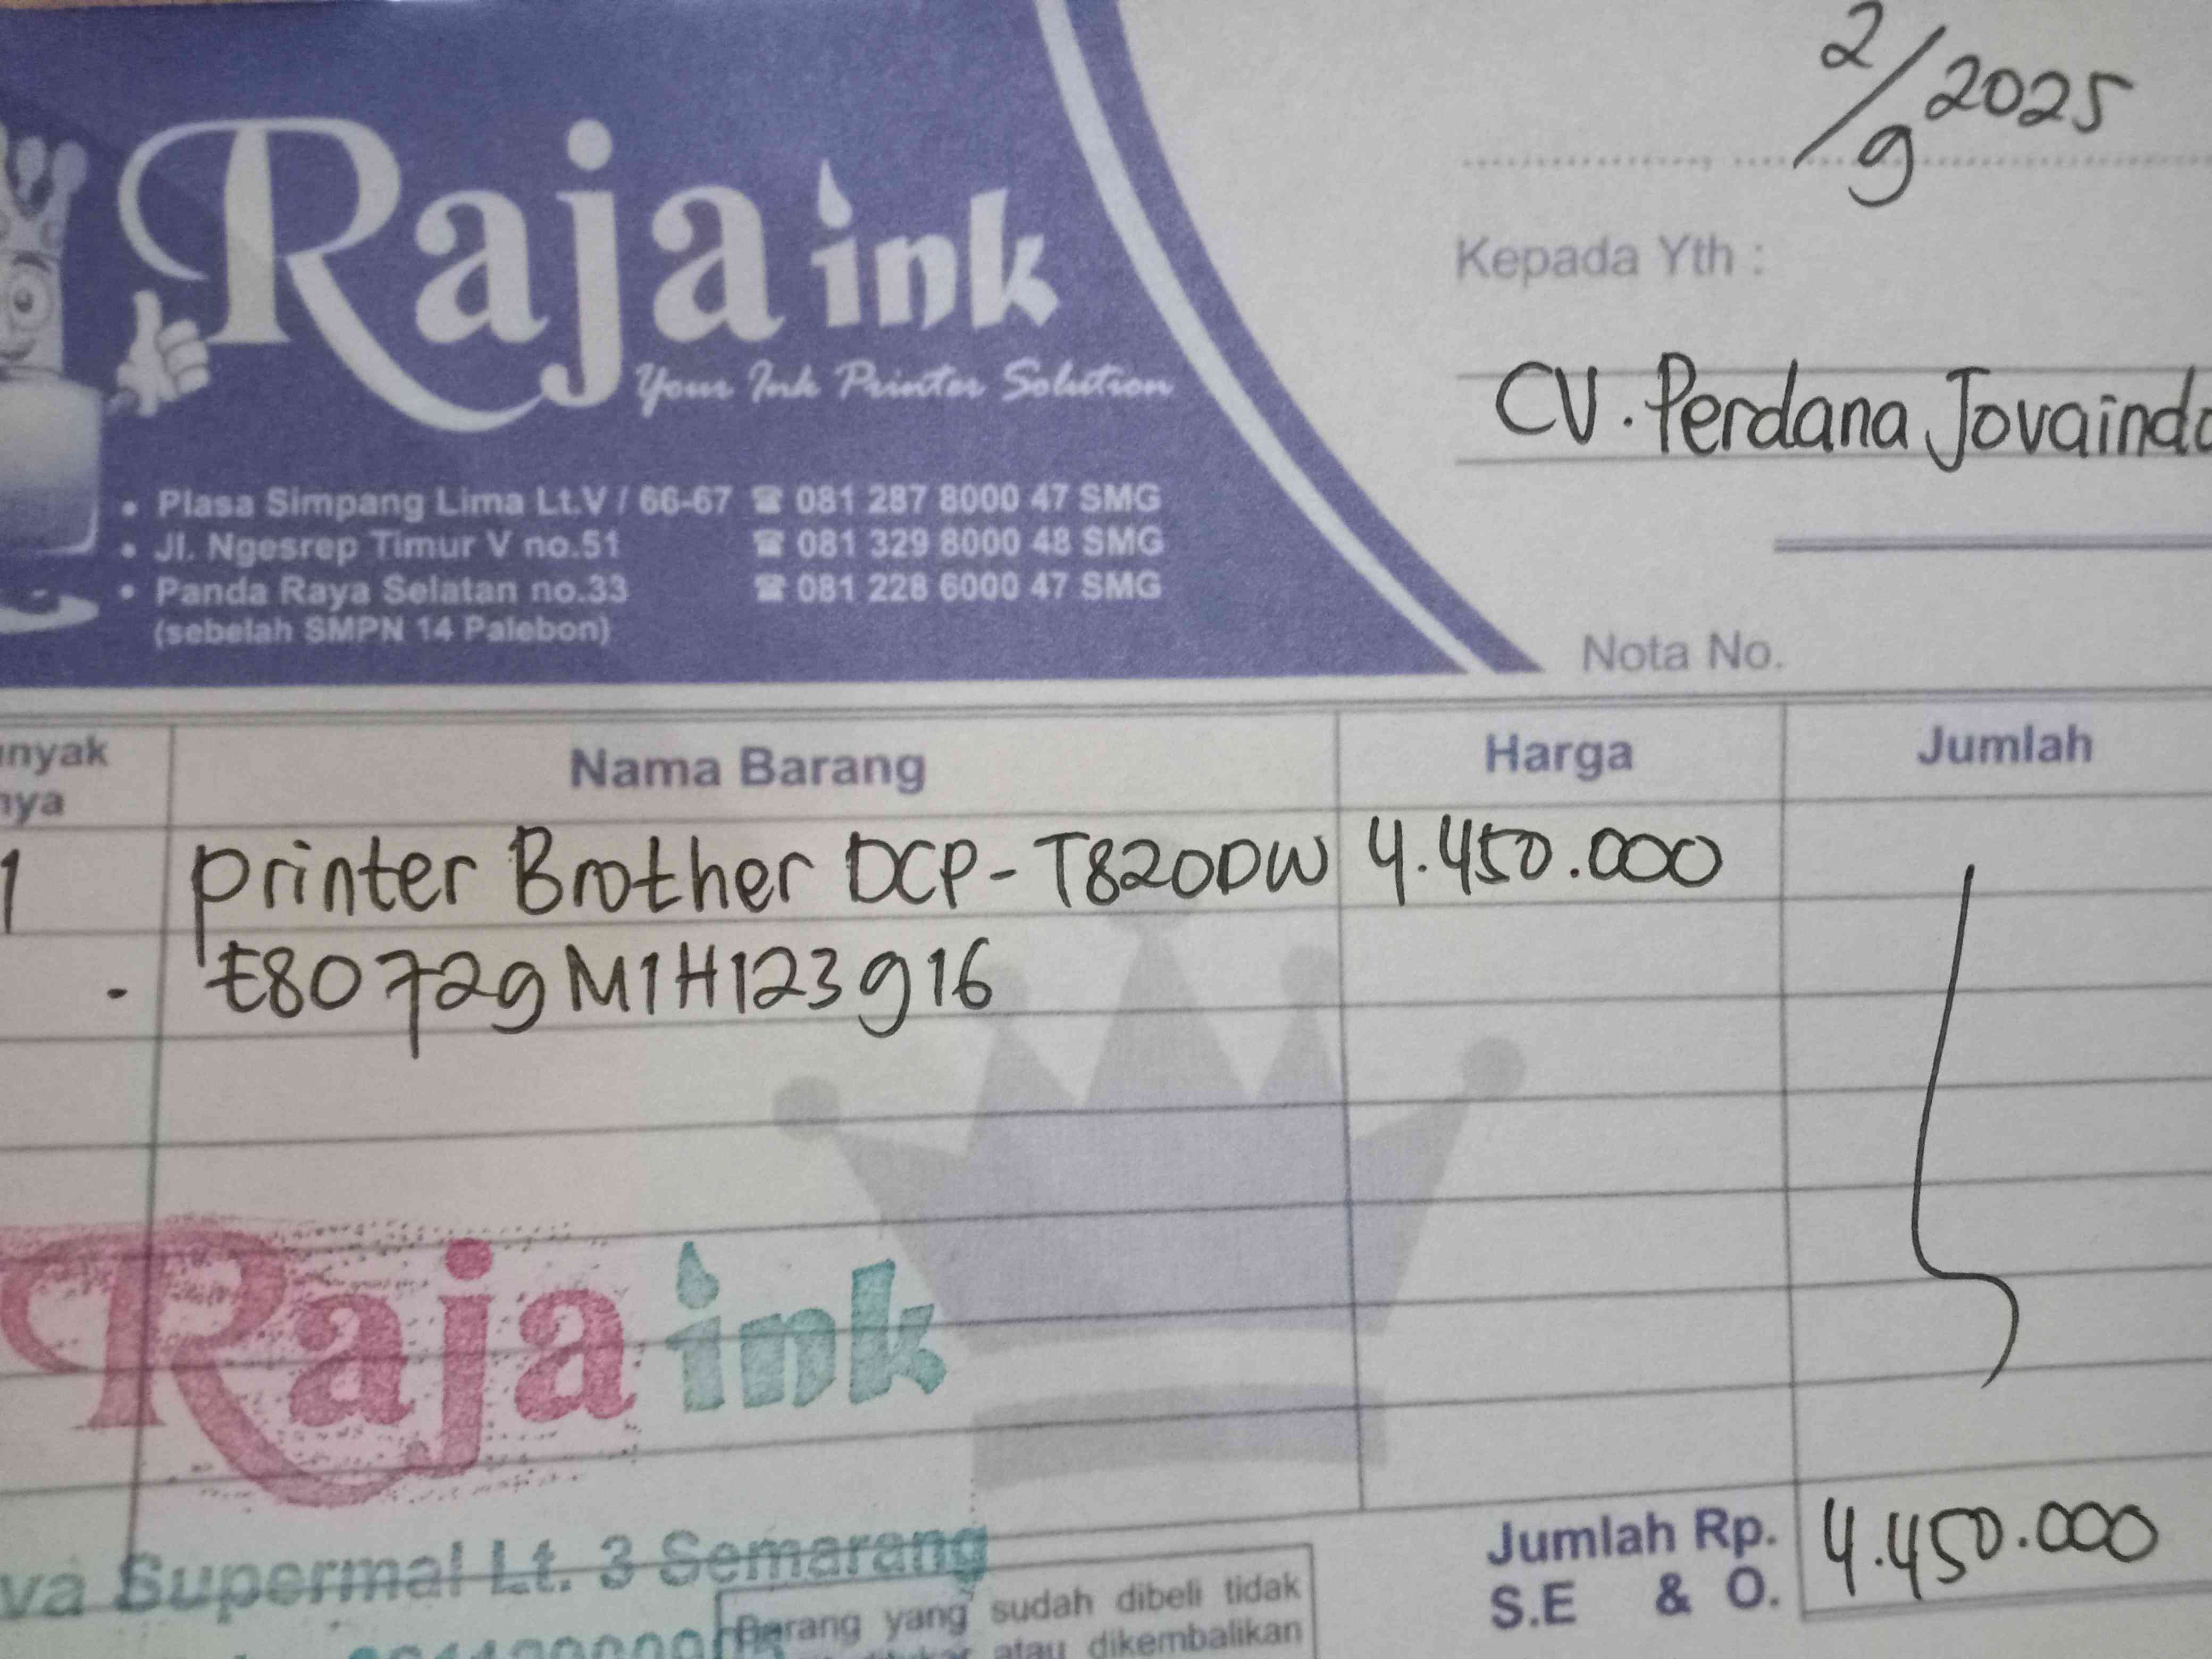 Raja ink
Your Ink Printer Solution
• Plasa Simpang Lima Lt.V / 66-67 ☎ 081 287 8000 47 SMG
• Jl. Ngesrep Timur V no.51 ☎ 081 329 8000 48 SMG
• Panda Raya Selatan no.33 ☎ 081 228 6000 47 SMG
(sebelah SMPN 14 Palebon)
2/9 2025
Kepada Yth :
CV. Perdana Jovaindo
Nota No.
anyak
nya
Nama Barang
Harga
Jumlah
1 Printer Brother DCP-T820DW 4.450.000
E80729M1H123916
Raja ink
va Supermal Lt. 3 Semarang
Jumlah Rp. 4.450.000
S.E & O.
Barang yang sudah dibeli tidak
atau dikembalikan